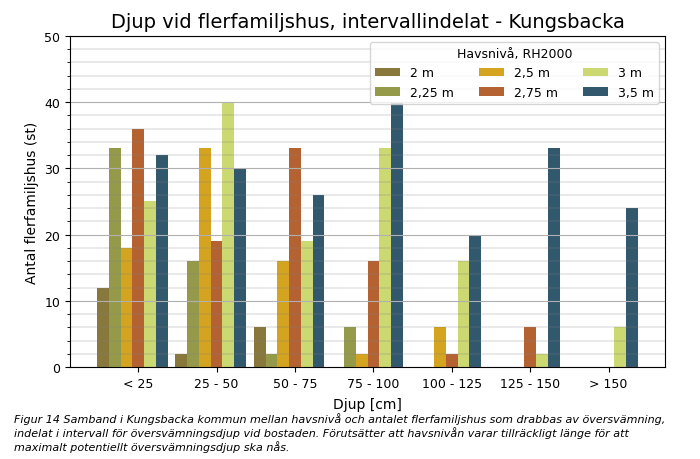 Djup vid flerfamiljshus, intervallindelat - Kungsbacka
Havsnivå, RH2000
2 m
2,5 m
3 m
2,25 m
2,75 m
3,5 m
Antal flerfamiljshus (st)
50
40
30
20
10
0
< 25
25 - 50
50 - 75
75 - 100
100 - 125
125 - 150
> 150
Djup [cm]
Figur 14 Samband i Kungsbacka kommun mellan havsnivå och antalet flerfamiljshus som drabbas av översvämning,
indelat i intervall för översvämningsdjup vid bostaden. Förutsätter att havsnivån varar tillräckligt länge för att
maximalt potentiellt översvämningsdjup ska nås.